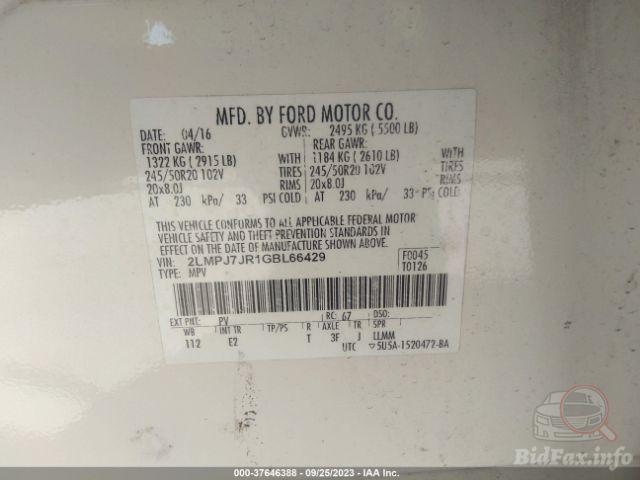 MFD. BY FORD MOTOR CO.
DATE: 04/16 GVWR: 2495 KG ( 5500 LB)
FRONT GAWR: REAR GAWR:
1322 KG ( 2915 LB) WITH 1184 KG ( 2610 LB) WITH
245/50R20 102V TIRES 245/50R20 102V TIRES
20x8.0J RIMS 20x8.0J RIMS
AT 230 kPa/ 33 PSI COLD AT 230 kPa/ 33 PSI COLD
THIS VEHICLE CONFORMS TO ALL APPLICABLE FEDERAL MOTOR
VEHICLE SAFETY AND THEFT PREVENTION STANDARDS IN
EFFECT ON THE DATE OF MANUFACTURE SHOWN ABOVE.
VIN: 2LMPJ7JR1GBL66429 F0045
TYPE: MPV T0126
EXT PNT: PV RC: 67 DSO:
WB INT TR TP/PS R AXLE TR SPR
112 E2 T 3F J LLMM
UTC ▽5U5A-1520472-BA
BidFax.info
000-37646388 - 09/25/2023 - IAA Inc.